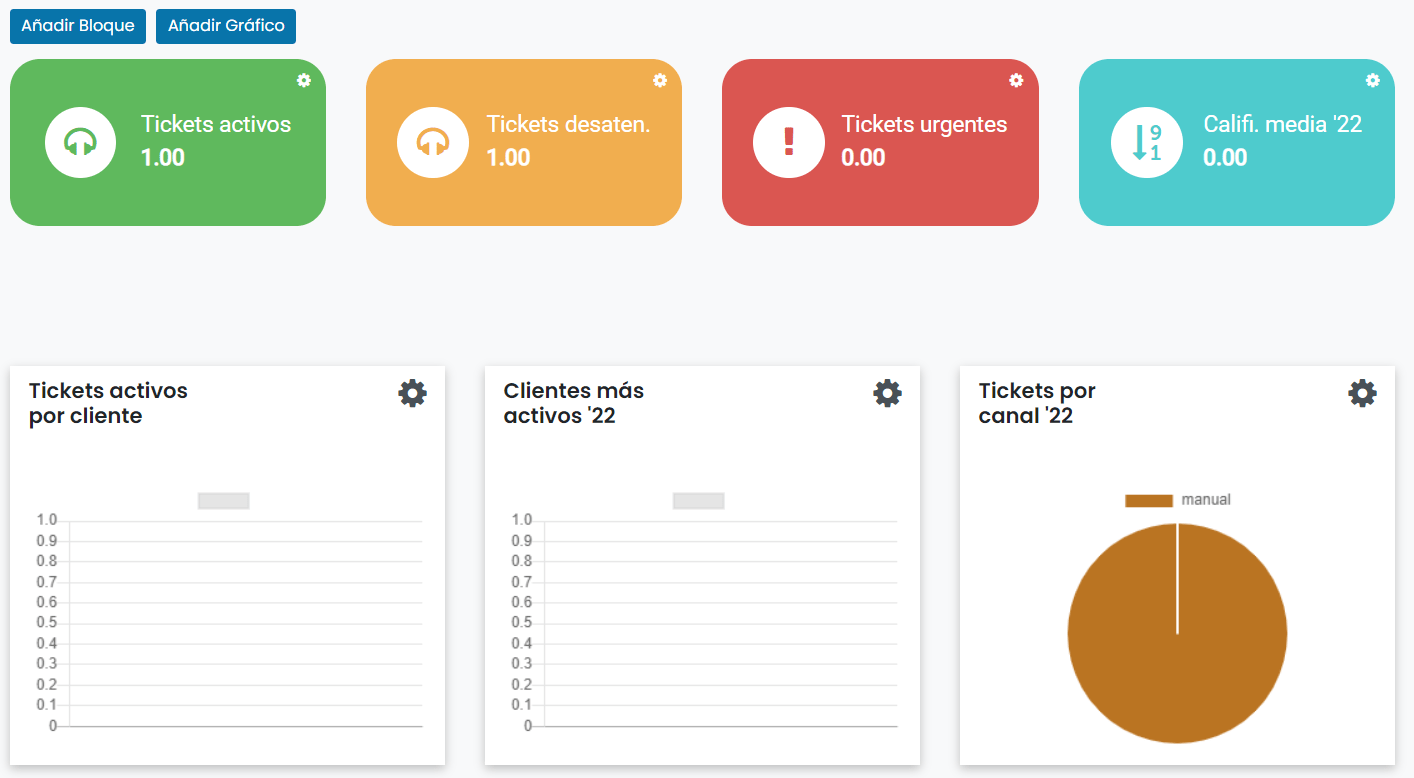 Añadir Bloque
Añadir Gráfico
Tickets activos
1.00
Tickets desaten.
1.00
Tickets urgentes
0.00
9
1
Califi. media '22
0.00
Tickets activos
por cliente
1.0
0.9
0.8
0.7
0.6
0.5
0.4
0.3
0.2
0.1
0
Clientes más
activos '22
1.0
0.9
0.8
0.7
0.6
0.5
0.4
0.3
0.2
0.1
0
Tickets por
canal '22
manual